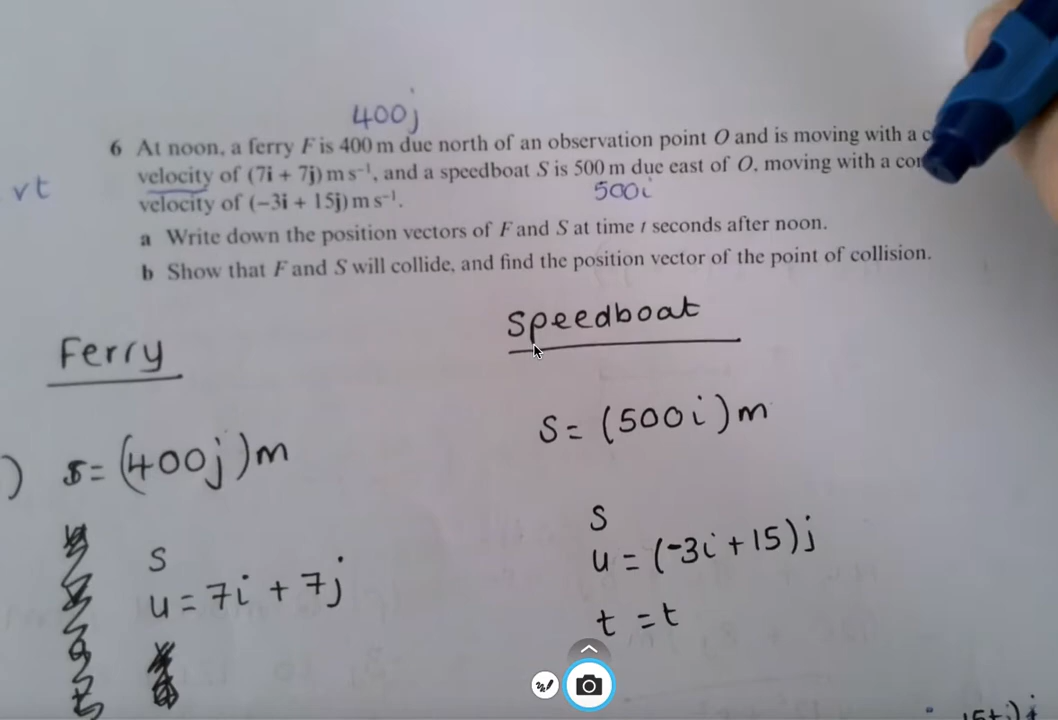 400j
6 At noon, a ferry F is 400 m due north of an observation point O and is moving with a
vt
velocity of (7i + 7j) m s⁻¹, and a speedboat S is 500 m due east of O, moving with a
500i
velocity of (−3i + 15j) m s⁻¹.
a Write down the position vectors of F and S at time t seconds after noon.
b Show that F and S will collide, and find the position vector of the point of collision.
Ferry
) s = (400j)m
S
u = 7i + 7j
Speedboat
S = (500i)m
S
u = (-3i + 15)j
t = t